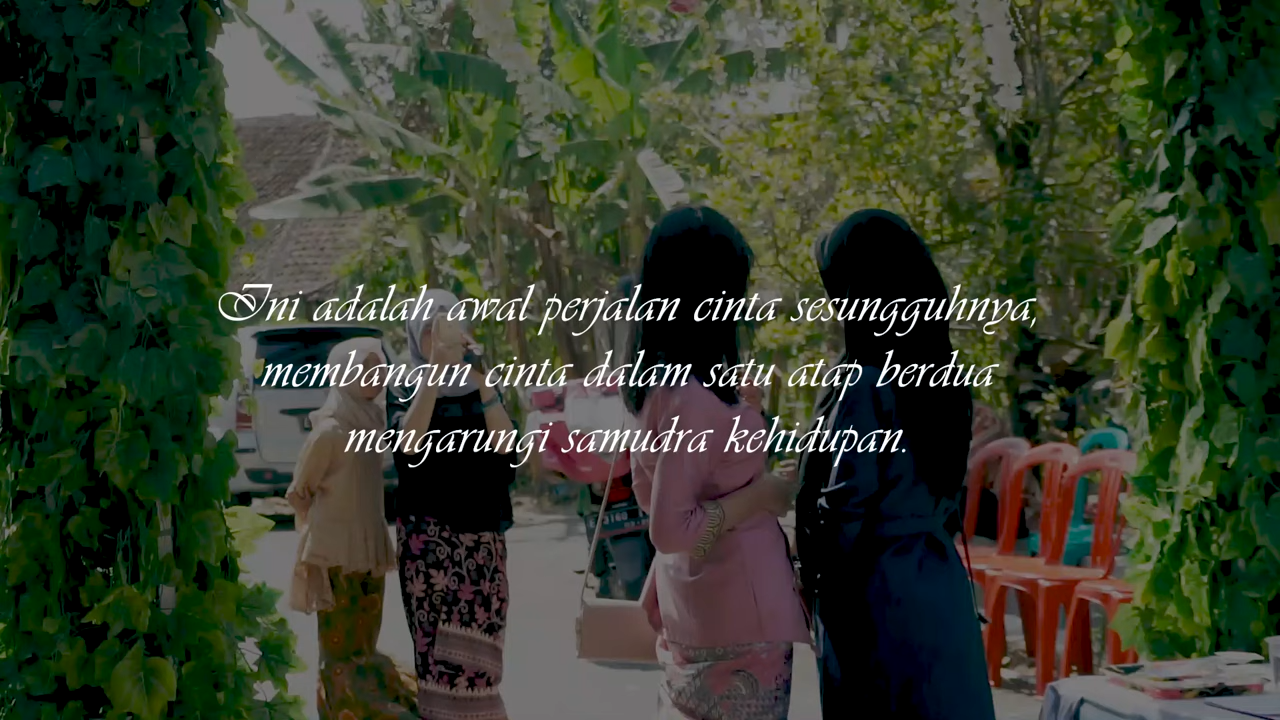 Ini adalah awal perjalan cinta sesungguhnya,
membangun cinta dalam satu atap berdua
mengarungi samudra kehidupan.